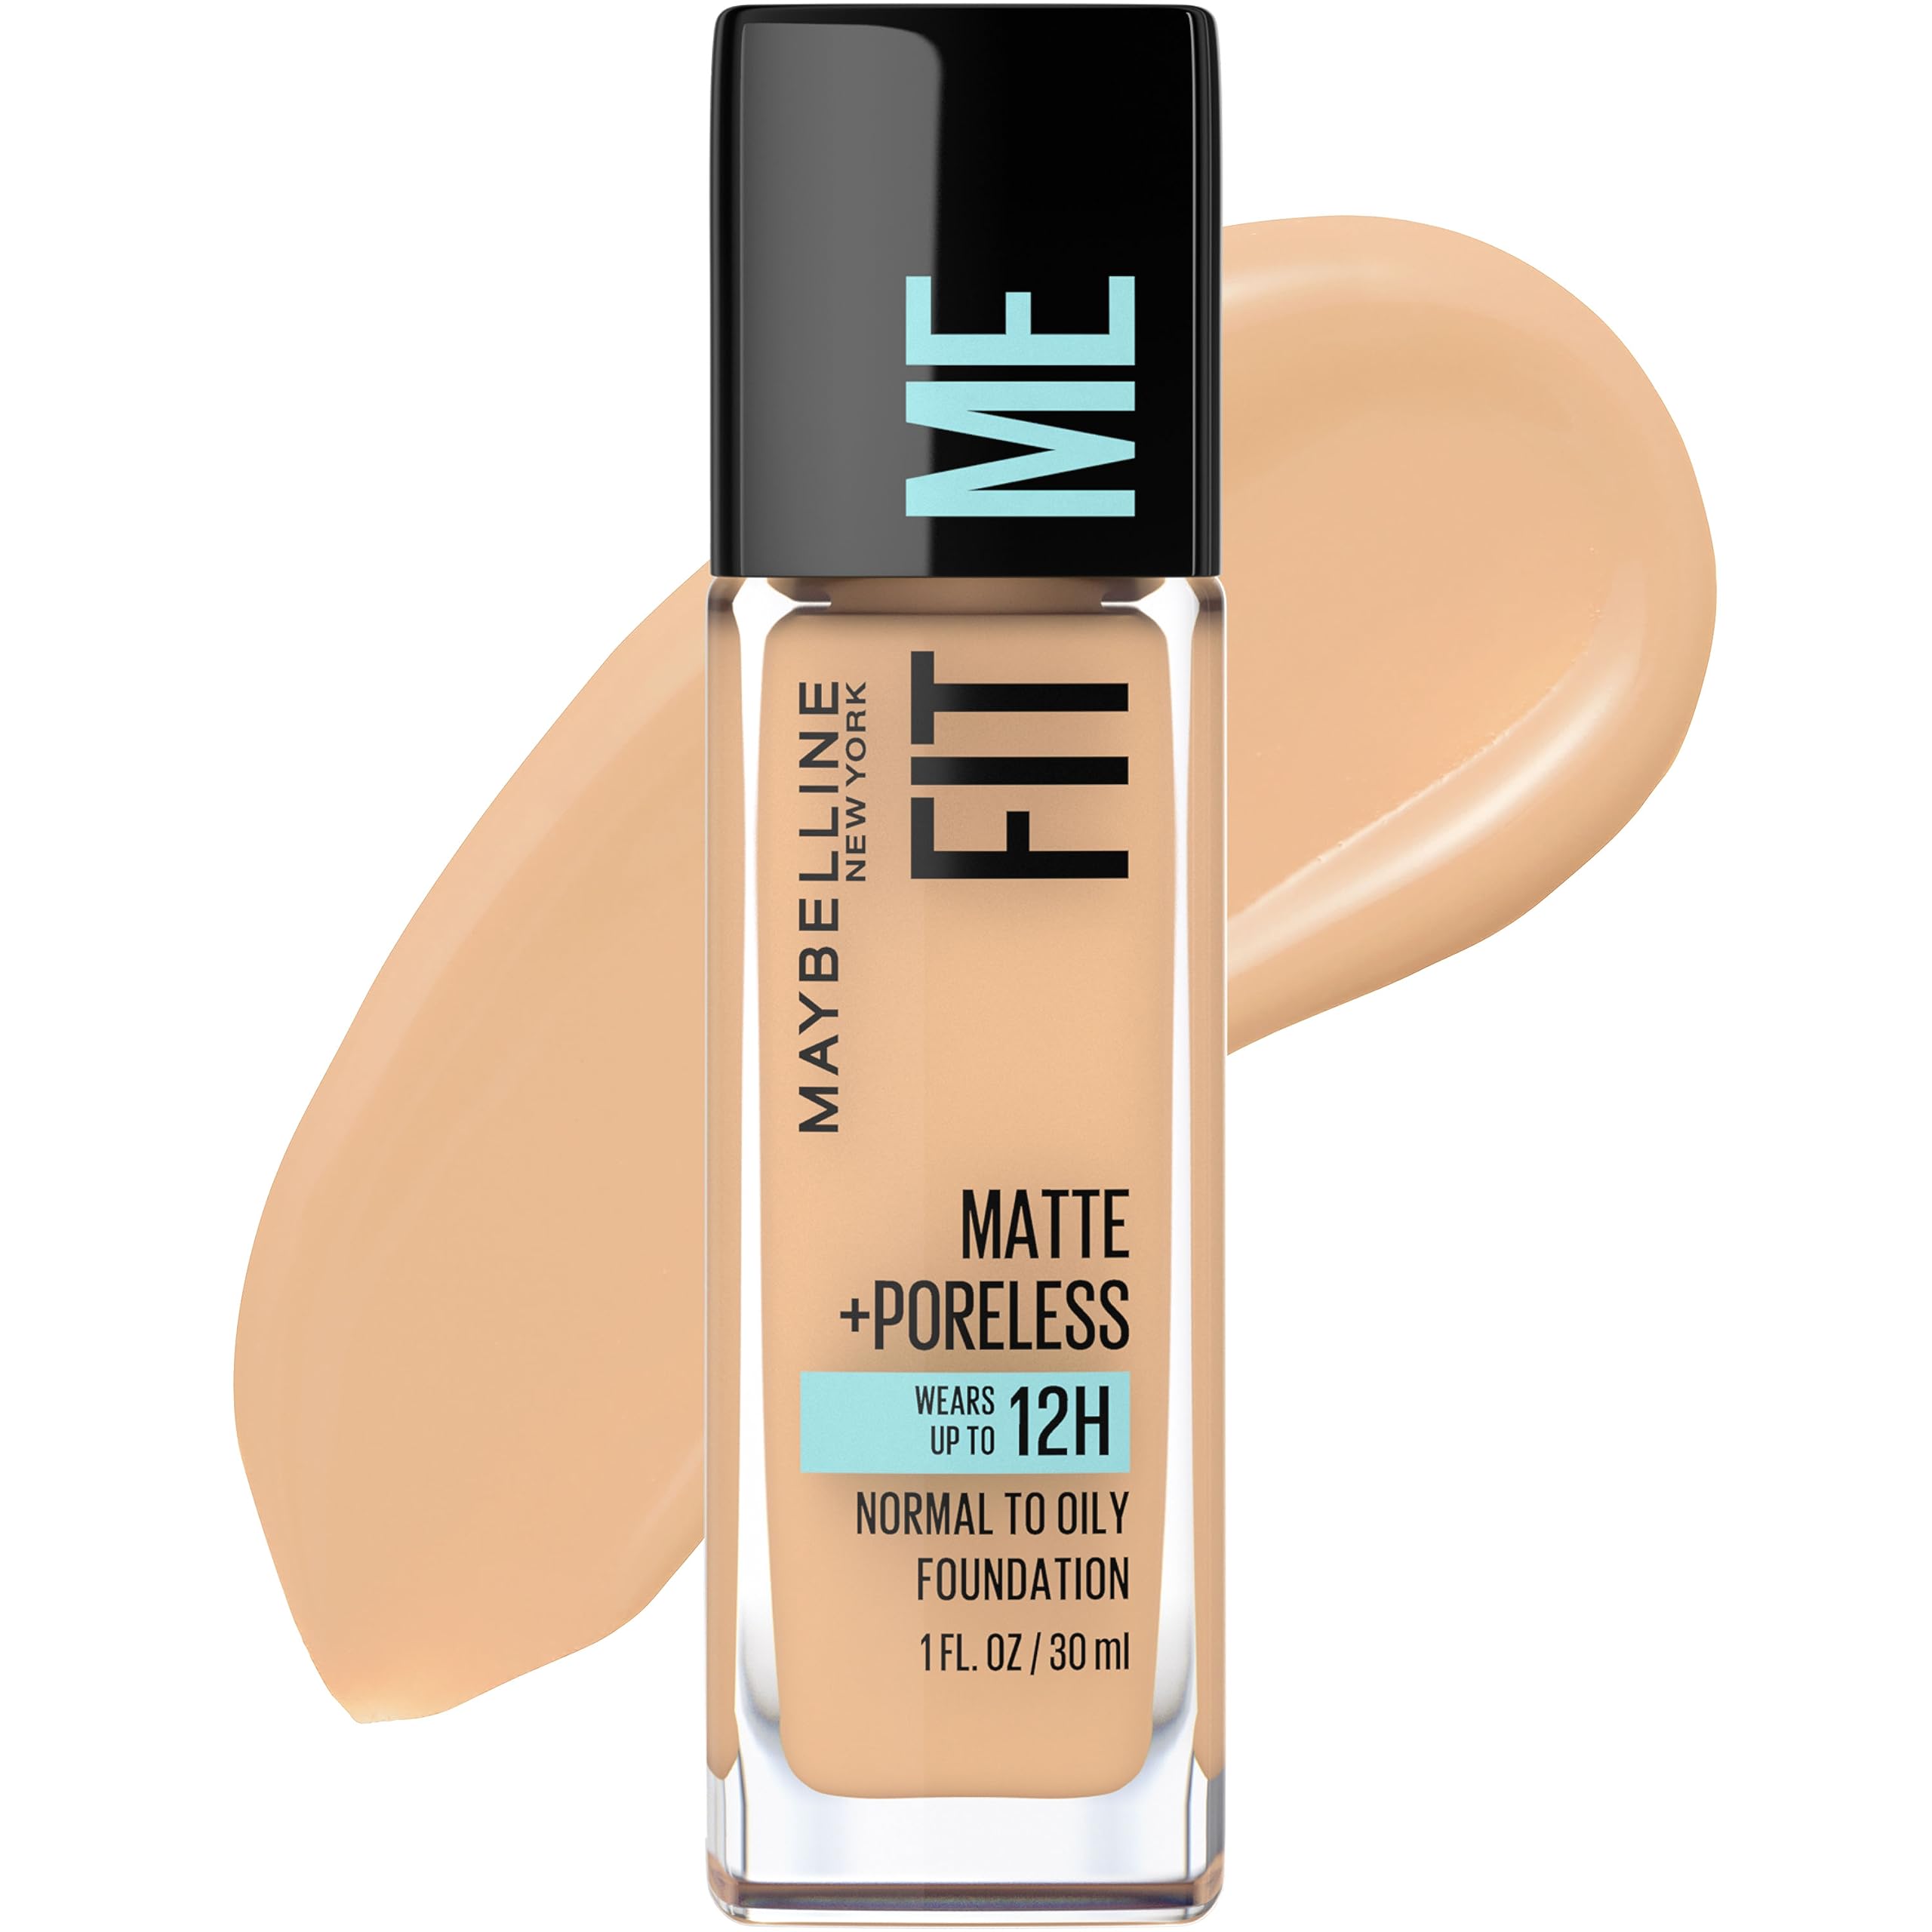 MAYBELLINE
NEW YORK
FIT ME
MATTE
+PORELESS
WEARS
UP TO 12H
NORMAL TO OILY
FOUNDATION
1 FL. OZ / 30 ml